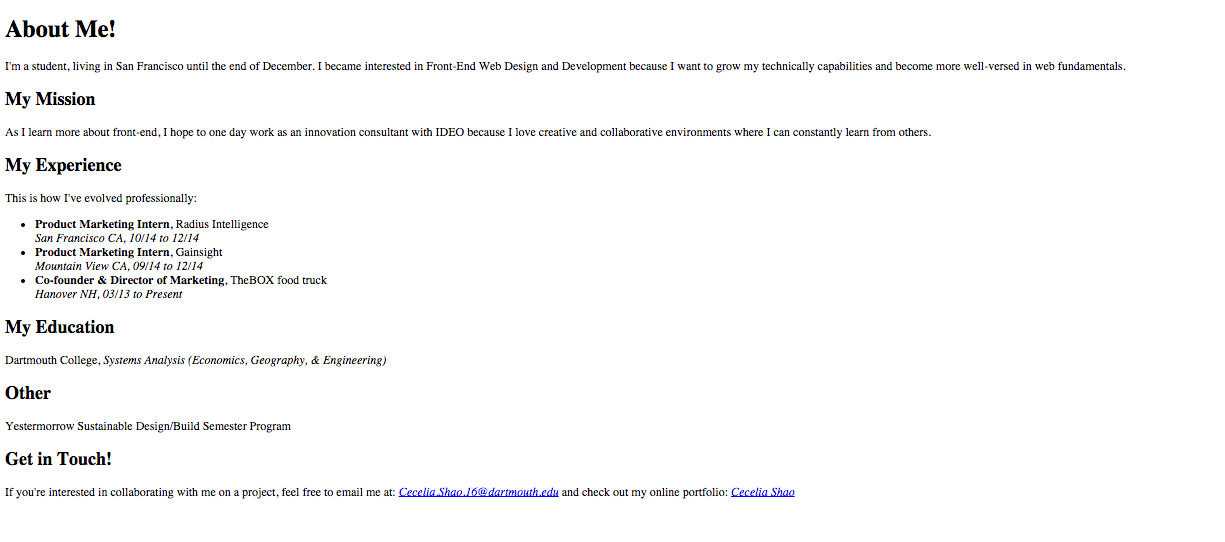 About Me!
I'm a student, living in San Francisco until the end of December. I became interested in Front-End Web Design and Development because I want to grow my technically capabilities and become more well-versed in web fundamentals.
My Mission
As I learn more about front-end, I hope to one day work as an innovation consultant with IDEO because I love creative and collaborative environments where I can constantly learn from others.
My Experience
This is how I've evolved professionally:
• Product Marketing Intern, Radius Intelligence
San Francisco CA, 10/14 to 12/14
• Product Marketing Intern, Gainsight
Mountain View CA, 09/14 to 12/14
• Co-founder & Director of Marketing, TheBOX food truck
Hanover NH, 03/13 to Present
My Education
Dartmouth College, Systems Analysis (Economics, Geography, & Engineering)
Other
Yestermorrow Sustainable Design/Build Semester Program
Get in Touch!
If you're interested in collaborating with me on a project, feel free to email me at: Cecelia.Shao.16@dartmouth.edu and check out my online portfolio: Cecelia Shao